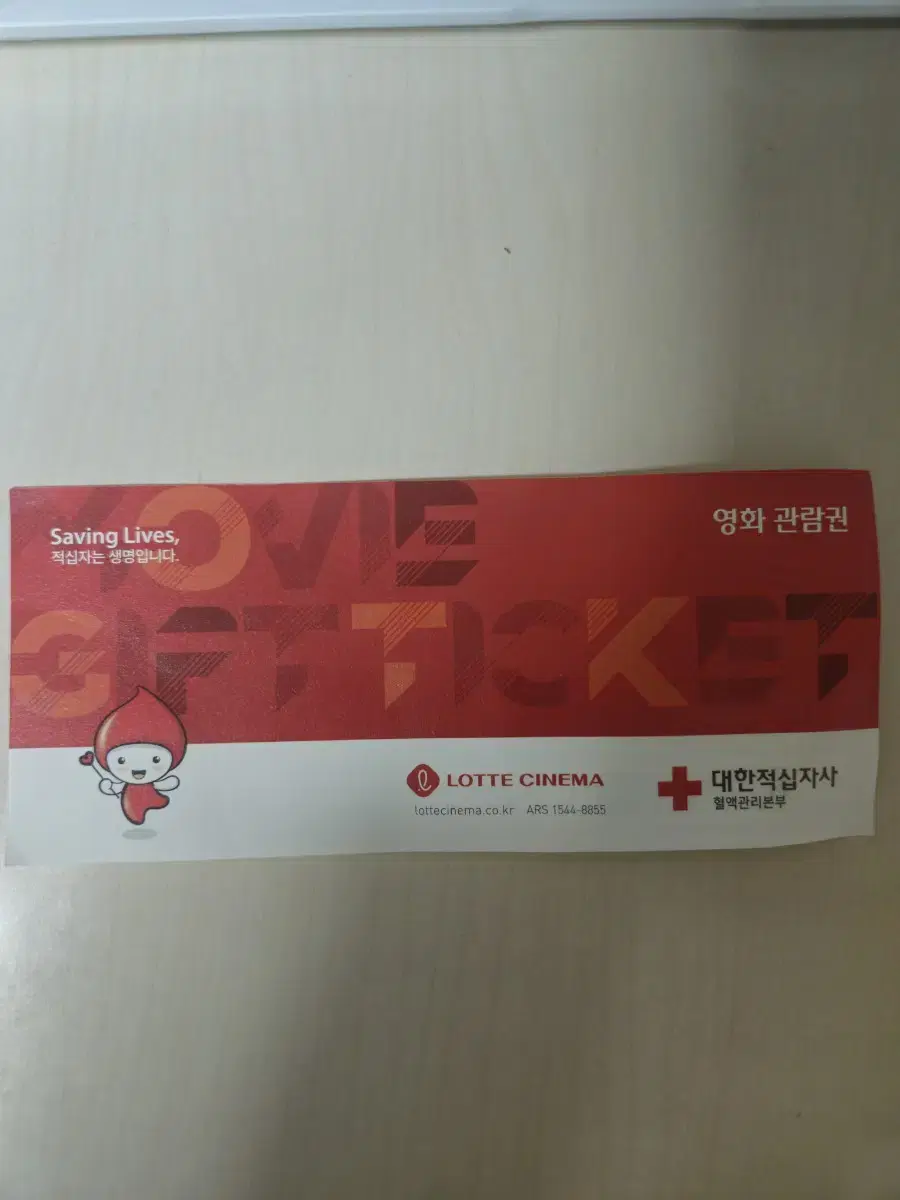 Saving Lives,
적십자는 생명입니다.
영화 관람권
MOVIE
GIFT TICKET
LOTTE CINEMA
lottecinema.co.kr ARS 1544-8855
대한적십자사
혈액관리본부